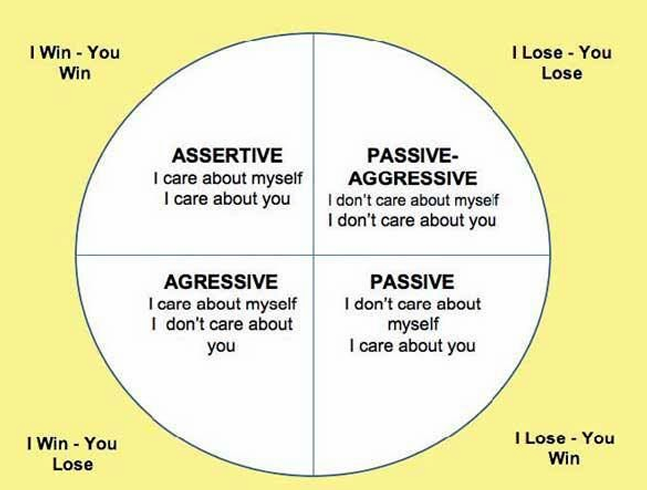 I Win - You
Win
I Lose - You
Lose
ASSERTIVE
I care about myself
I care about you
PASSIVE-
AGGRESSIVE
I don't care about myself
I don't care about you
AGRESSIVE
I care about myself
I don't care about
you
PASSIVE
I don't care about
myself
I care about you
I Win - You
Lose
I Lose - You
Win